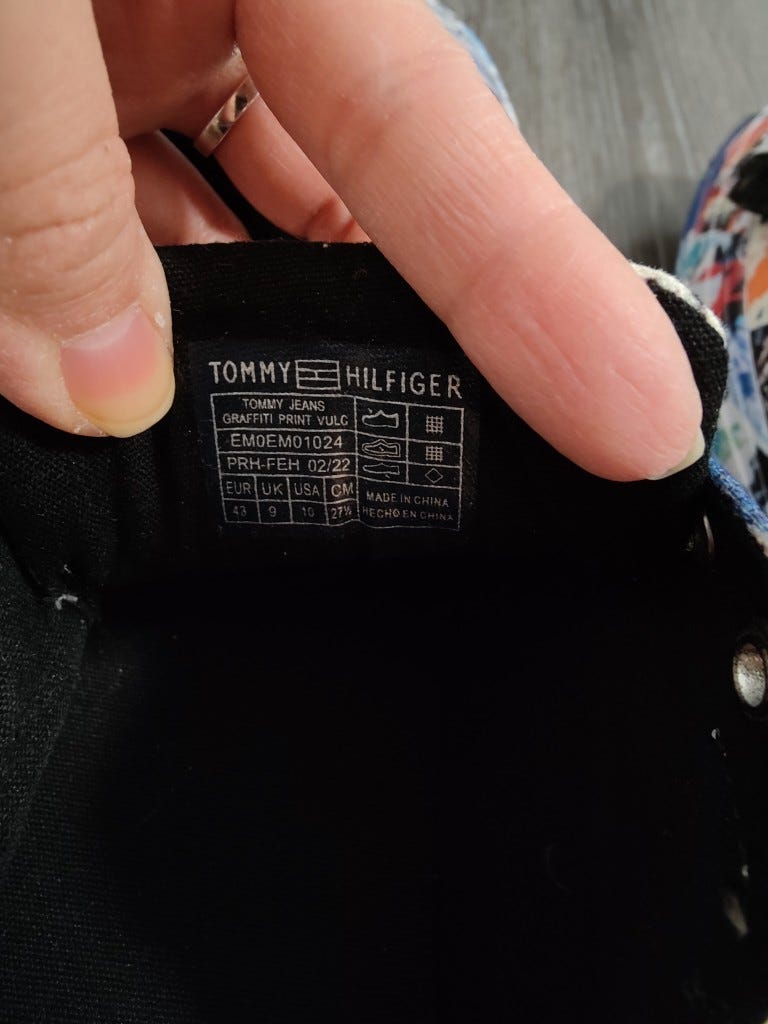 TOMMY HILFIGER
TOMMY JEANS
GRAFFITI PRINT VULC
EM0EM01024
PRH-FEH 02/22
EUR UK USA CM
43 9 10 27½
MADE IN CHINA
HECHO EN CHINA